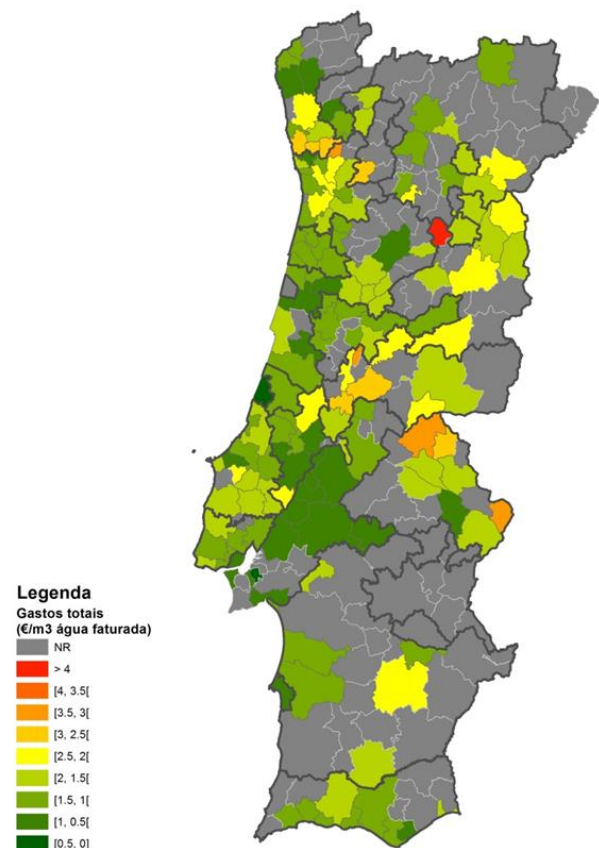 Legenda
Gastos totais
(€/m3 água faturada)
NR
> 4
[4, 3.5[
[3.5, 3[
[3, 2.5[
[2.5, 2[
[2, 1.5[
[1.5, 1[
[1, 0.5[
[0.5, 0]